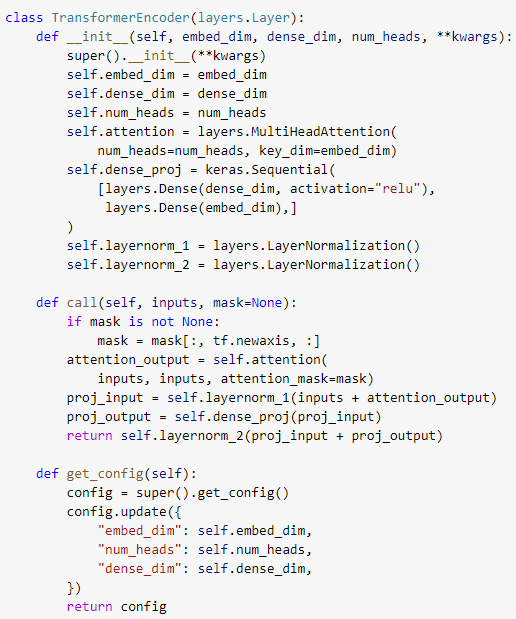 class TransformerEncoder(layers.Layer):
    def __init__(self, embed_dim, dense_dim, num_heads, **kwargs):
        super().__init__(**kwargs)
        self.embed_dim = embed_dim
        self.dense_dim = dense_dim
        self.num_heads = num_heads
        self.attention = layers.MultiHeadAttention(
            num_heads=num_heads, key_dim=embed_dim)
        self.dense_proj = keras.Sequential(
            [layers.Dense(dense_dim, activation="relu"),
             layers.Dense(embed_dim),]
        )
        self.layernorm_1 = layers.LayerNormalization()
        self.layernorm_2 = layers.LayerNormalization()

    def call(self, inputs, mask=None):
        if mask is not None:
            mask = mask[:, tf.newaxis, :]
        attention_output = self.attention(
            inputs, inputs, attention_mask=mask)
        proj_input = self.layernorm_1(inputs + attention_output)
        proj_output = self.dense_proj(proj_input)
        return self.layernorm_2(proj_input + proj_output)

    def get_config(self):
        config = super().get_config()
        config.update({
            "embed_dim": self.embed_dim,
            "num_heads": self.num_heads,
            "dense_dim": self.dense_dim,
        })
        return config